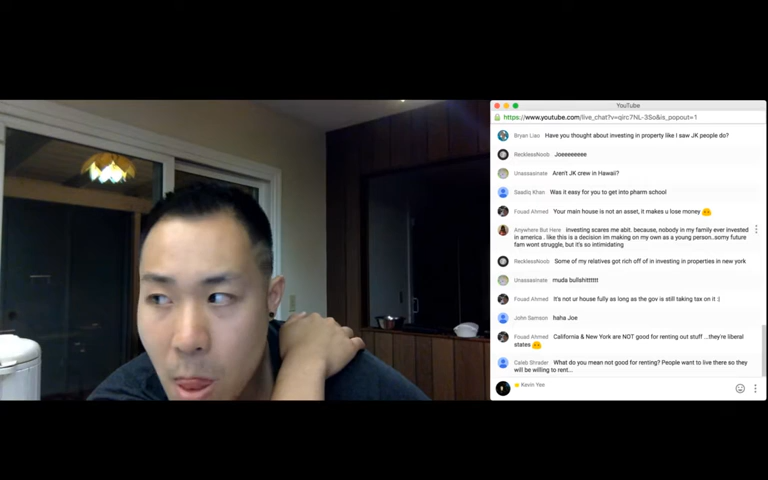 YouTube
https://www.youtube.com/live_chat?v=qirc7NL-3So&is_popout=1
Bryan Liao Have you thought about investing in property like I saw JK people do?
RecklessNoob Joeeeeeeee
Unassasinate Aren't JK crew in Hawaii?
Saadiq Khan Was it easy for you to get into pharm school
Fouad Ahmed Your main house is not an asset, it makes u lose money
Anywhere But Here investing scares me abit. because, nobody in my family ever invested
in america . like this is a decision im making on my own as a young person..somy future
fam wont struggle, but it's so intimidating
RecklessNoob Some of my relatives got rich off of in investing in properties in new york
Unassasinate muda bullshittttttt
Fouad Ahmed It's not ur house fully as long as the gov is still taking tax on it :|
John Samson haha Joe
Fouad Ahmed California & New York are NOT good for renting out stuff ...they're liberal
states
Caleb Shrader What do you mean not good for renting? People want to live there so they
will be willing to rent...
Kevin Yee